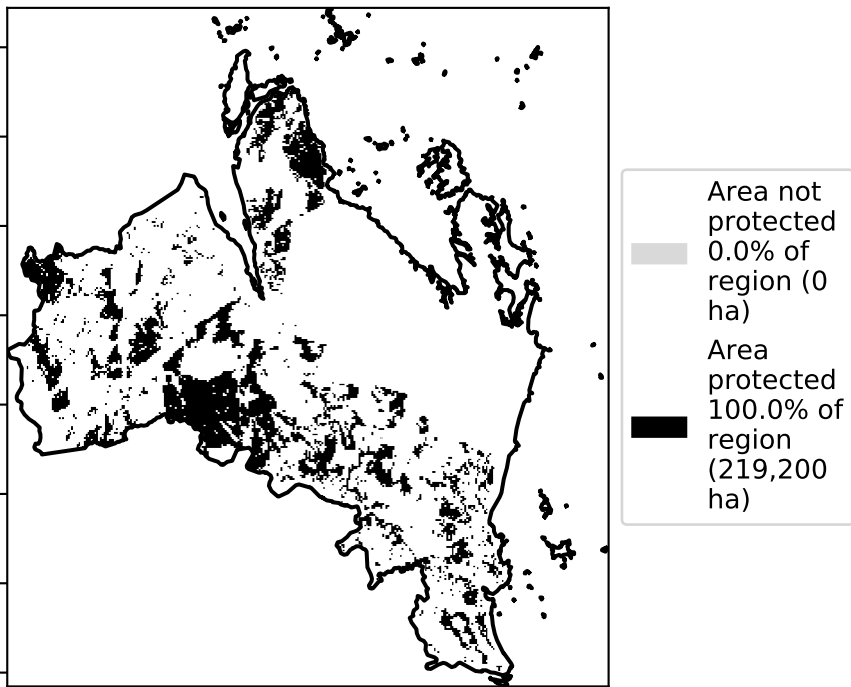 Area not
protected
0.0% of
region (0
ha)
Area
protected
100.0% of
region
(219,200
ha)